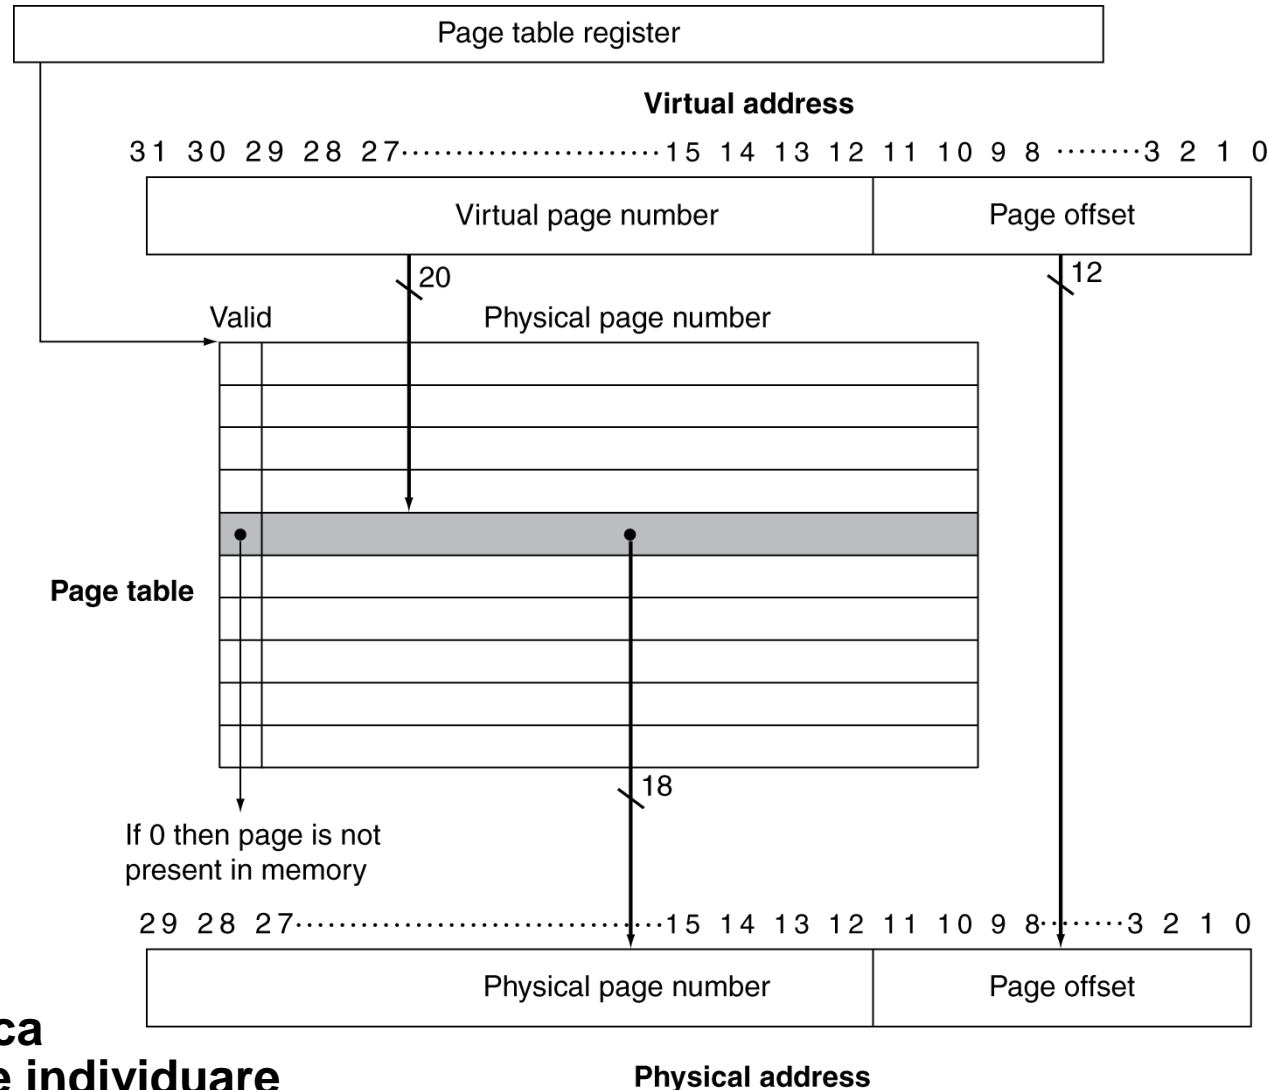 Page table register
Virtual address
31 30 29 28 27························15 14 13 12 11 10 9 8 ········3 2 1 0
Virtual page number Page offset
20 12
Valid Physical page number
Page table
18
If 0 then page is not
present in memory
29 28 27··································15 14 13 12 11 10 9 8········3 2 1 0
Physical page number Page offset
individuare
Physical address